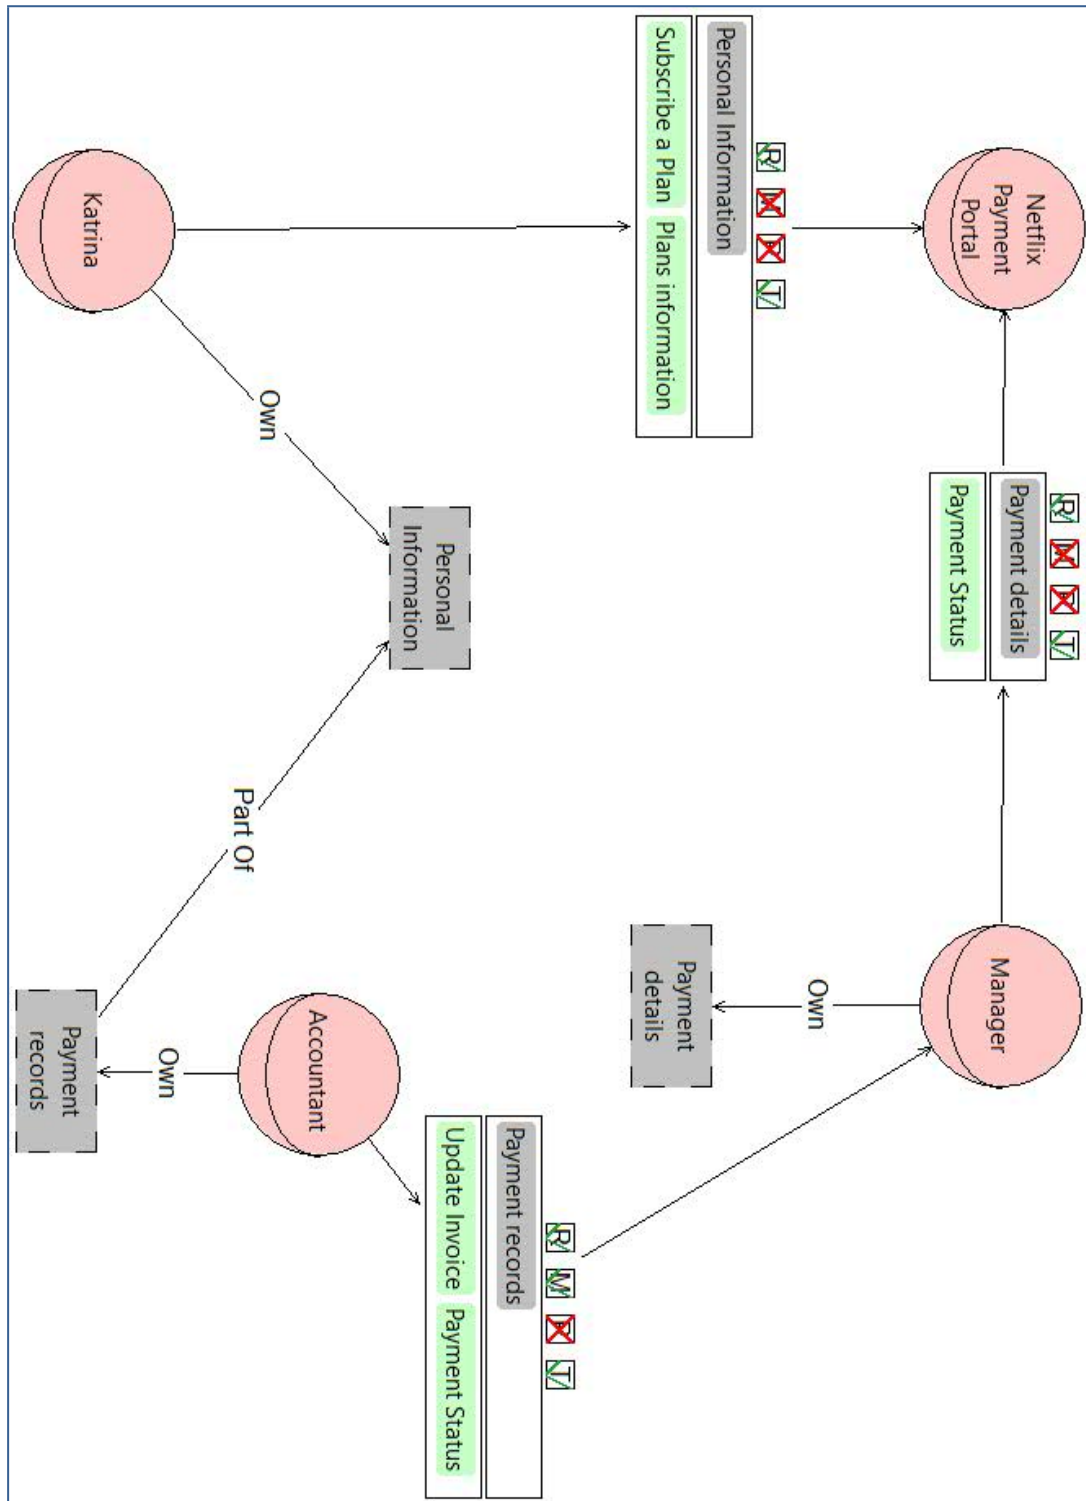 Netflix
Payment
Portal
R M P T
Payment details
Payment Status
Manager
R M P T
Personal Information
Subscribe a Plan Plans information
Own
Payment
details
R M P T
Payment records
Update Invoice Payment Status
Personal
Information
Own
Part Of
Accountant
Own
Katrina
Payment
records